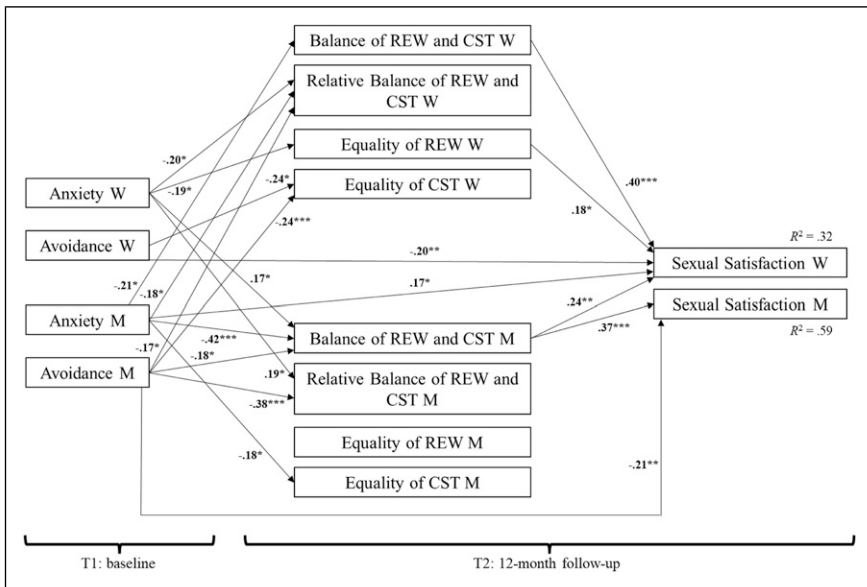 Balance of REW and CST W
Relative Balance of REW and
CST W
Equality of REW W
Equality of CST W
Anxiety W
Avoidance W
Anxiety M
Avoidance M
-.20*
-.19*
-.24*
-.24***
.40***
.18*
-.20**
R² = .32
Sexual Satisfaction W
Sexual Satisfaction M
R² = .59
-.21*
-.18*
.17*
.17*
.24**
.37***
-.42***
-.17*
-.18*
Balance of REW and CST M
.19*
-.38***
Relative Balance of REW and
CST M
Equality of REW M
-.18*
Equality of CST M
-.21**
T1: baseline
T2: 12-month follow-up